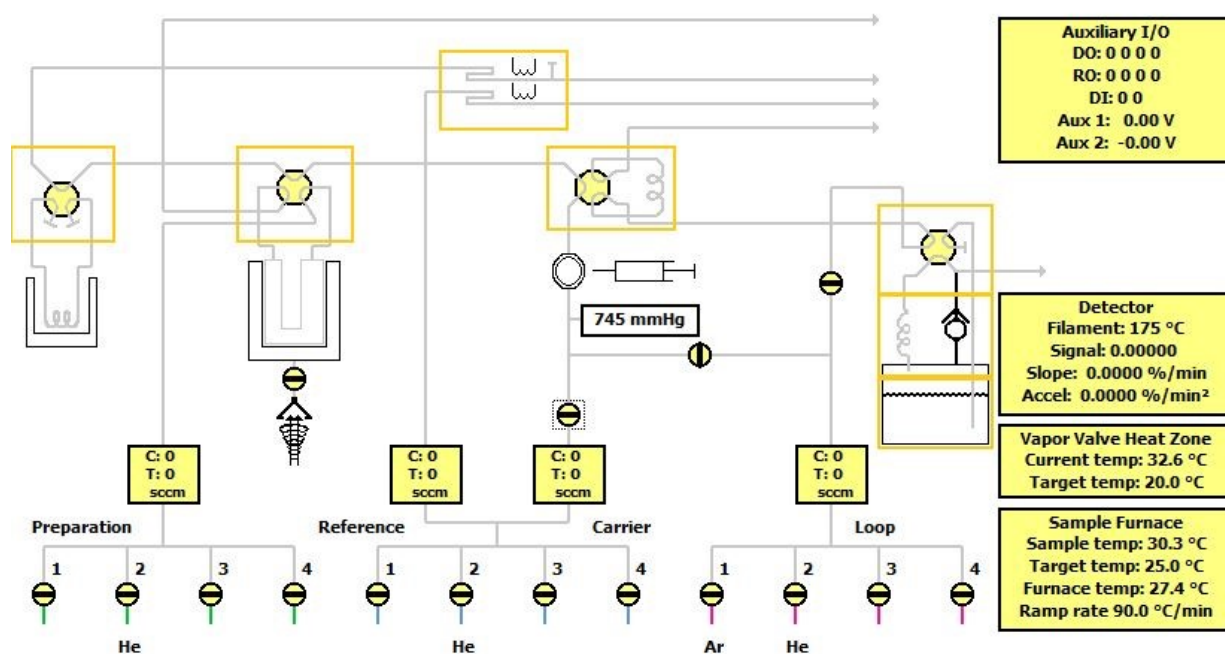 Auxiliary I/O
DO: 0 0 0 0
RO: 0 0 0 0
DI: 0 0
Aux 1: 0.00 V
Aux 2: -0.00 V
745 mmHg
Detector
Filament: 175 °C
Signal: 0.00000
Slope: 0.0000 %/min
Accel: 0.0000 %/min²
C: 0
T: 0
sccm
C: 0
T: 0
sccm
C: 0
T: 0
sccm
C: 0
T: 0
sccm
Vapor Valve Heat Zone
Current temp: 32.6 °C
Target temp: 20.0 °C
Preparation
Reference
Carrier
Loop
1 2 3 4
1 2 3 4
1 2 3 4
He
He
Ar He
Sample Furnace
Sample temp: 30.3 °C
Target temp: 25.0 °C
Furnace temp: 27.4 °C
Ramp rate 90.0 °C/min